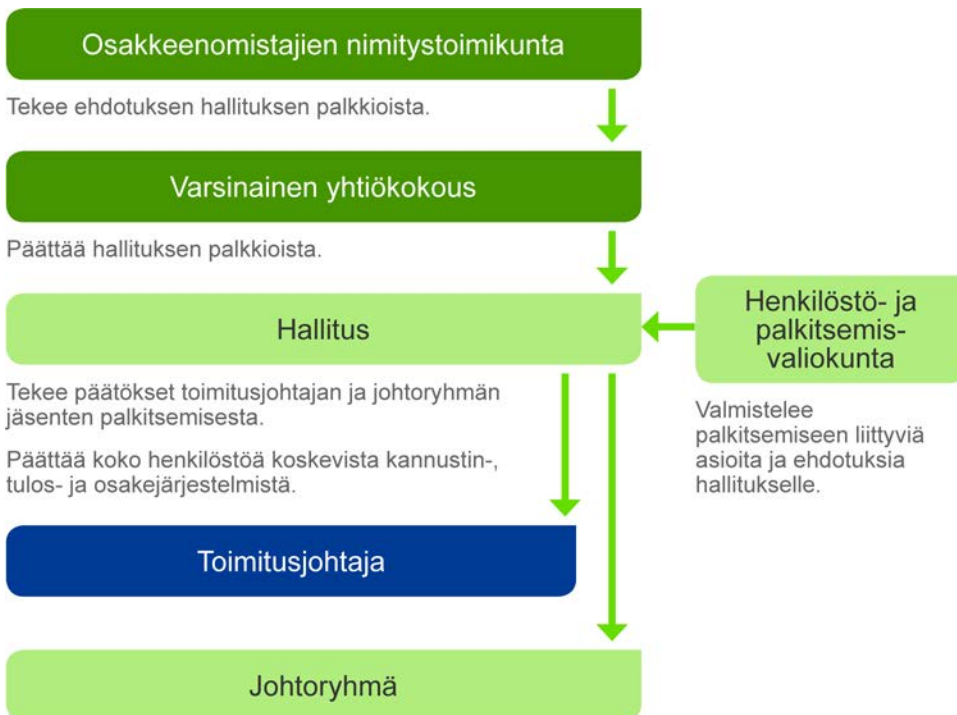 Osakkeenomistajien nimitystoimikunta
Tekee ehdotuksen hallituksen palkkioista.
Varsinainen yhtiökokous
Päättää hallituksen palkkioista.
Hallitus
Tekee päätökset toimitusjohtajan ja johtoryhmän
jäsenten palkitsemisesta.
Päättää koko henkilöstöä koskevista kannustin-,
tulos- ja osakejärjestelmistä.
Henkilöstö- ja
palkitsemis-
valiokunta
Valmistelee
palkitsemiseen liittyviä
asioita ja ehdotuksia
hallitukselle.
Toimitusjohtaja
Johtoryhmä